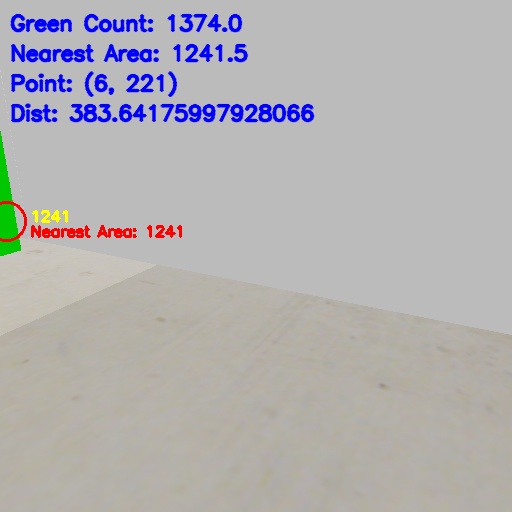 Green Count: 1374.0
Nearest Area: 1241.5
Point: (6, 221)
Dist: 383.64175997928066
1241
Nearest Area: 1241